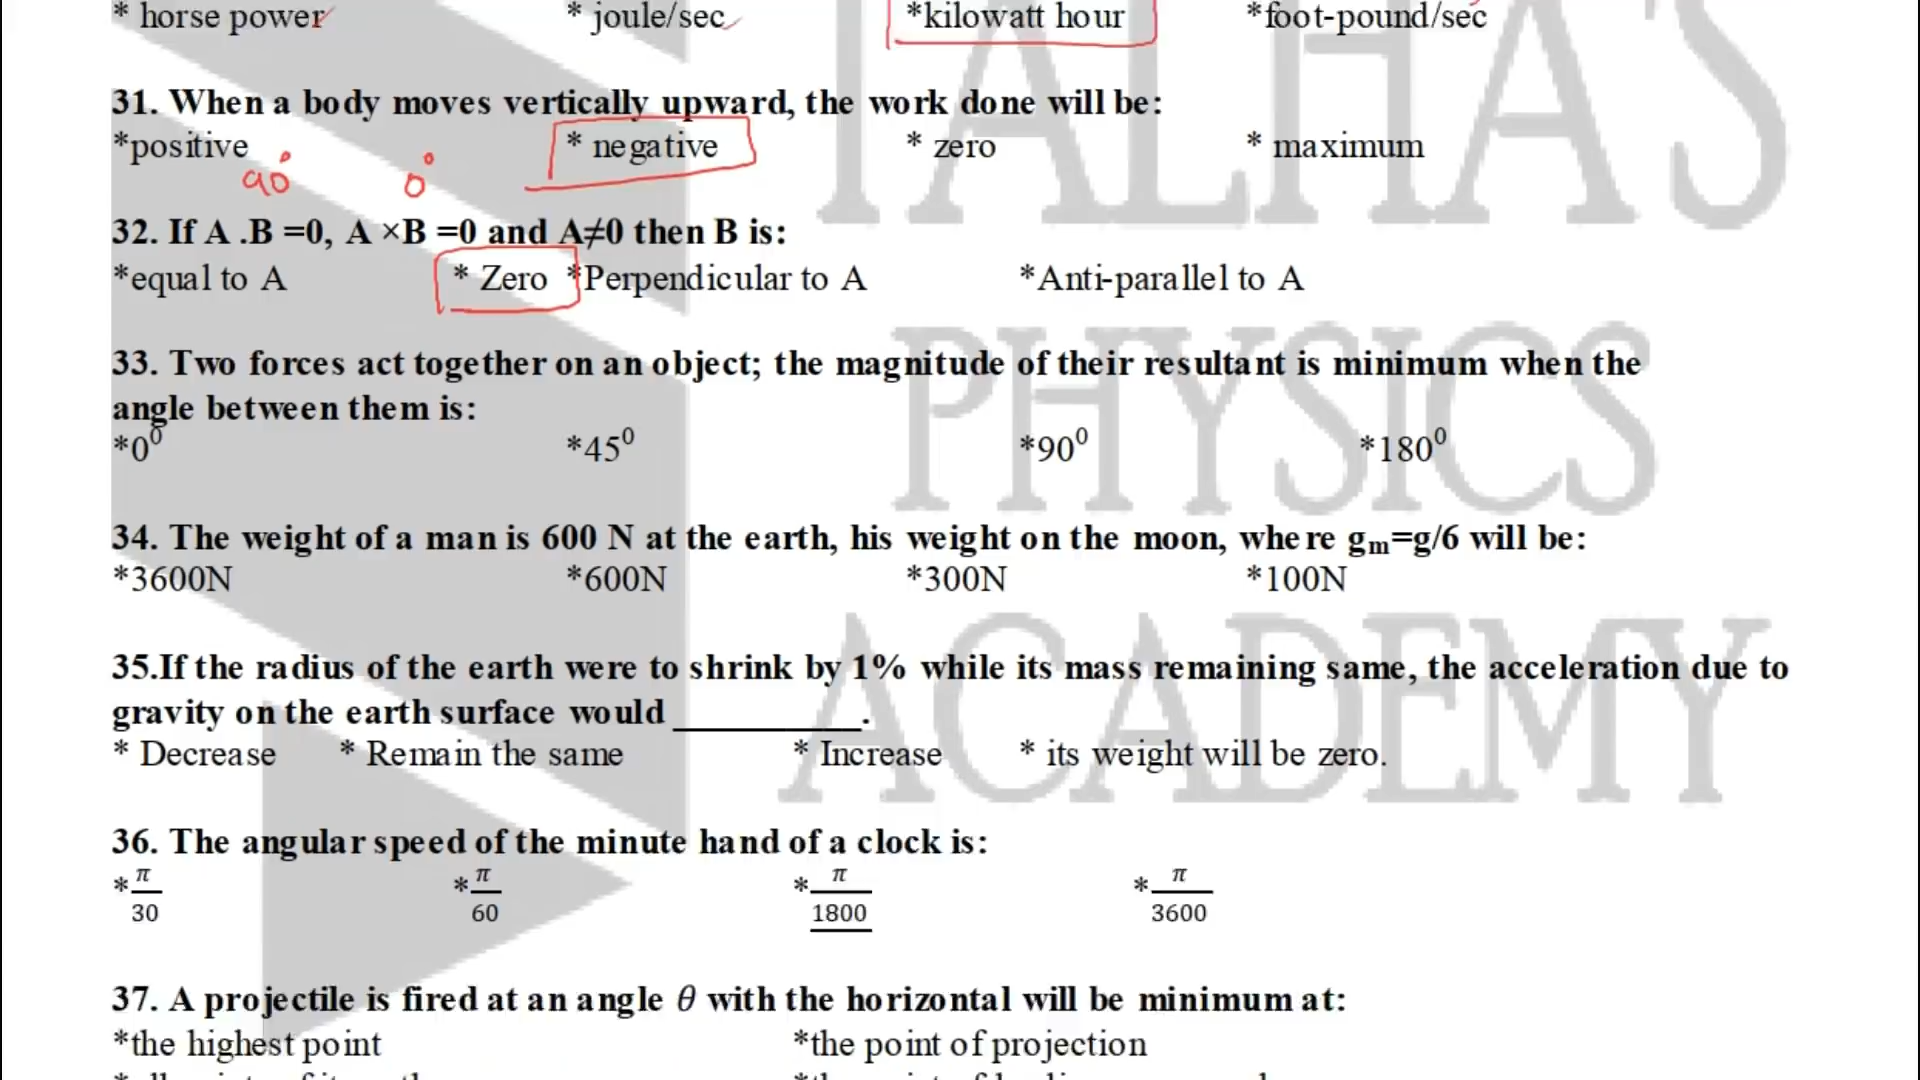 * horse power * joule/sec *kilowatt hour *foot-pound/sec
31. When a body moves vertically upward, the work done will be:
*positive * negative * zero * maximum
90° 0°
32. If A .B =0, A ×B =0 and A≠0 then B is:
*equal to A * Zero *Perpendicular to A *Anti-parallel to A
33. Two forces act together on an object; the magnitude of their resultant is minimum when the
angle between them is:
*0⁰ *45⁰ *90⁰ *180⁰
34. The weight of a man is 600 N at the earth, his weight on the moon, where gₘ=g/6 will be:
*3600N *600N *300N *100N
35.If the radius of the earth were to shrink by 1% while its mass remaining same, the acceleration due to
gravity on the earth surface would __________.
* Decrease * Remain the same * Increase * its weight will be zero.
36. The angular speed of the minute hand of a clock is:
*π/30 *π/60 *π/1800 *π/3600
37. A projectile is fired at an angle θ with the horizontal will be minimum at:
*the highest point *the point of projection
TALHA'S
PHYSICS
ACADEMY